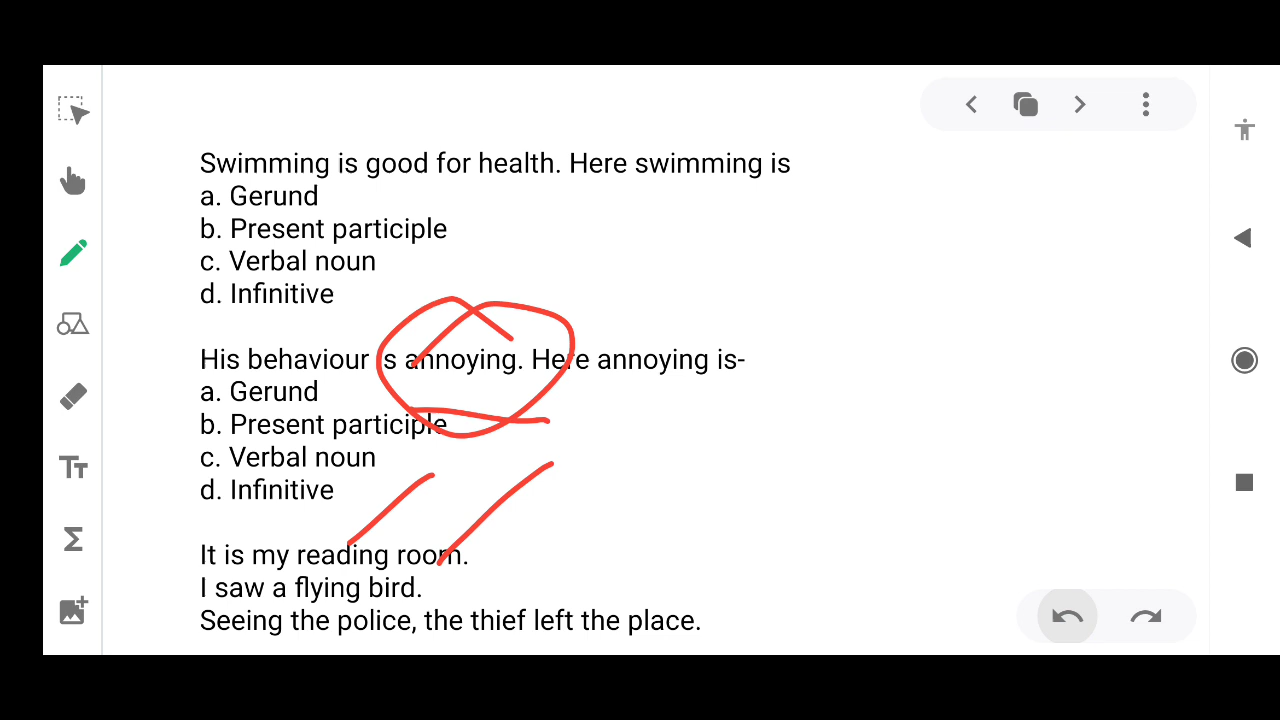 Swimming is good for health. Here swimming is
a. Gerund
b. Present participle
c. Verbal noun
d. Infinitive
His behaviour is annoying. Here annoying is-
a. Gerund
b. Present participle
c. Verbal noun
d. Infinitive
It is my reading room.
I saw a flying bird.
Seeing the police, the thief left the place.